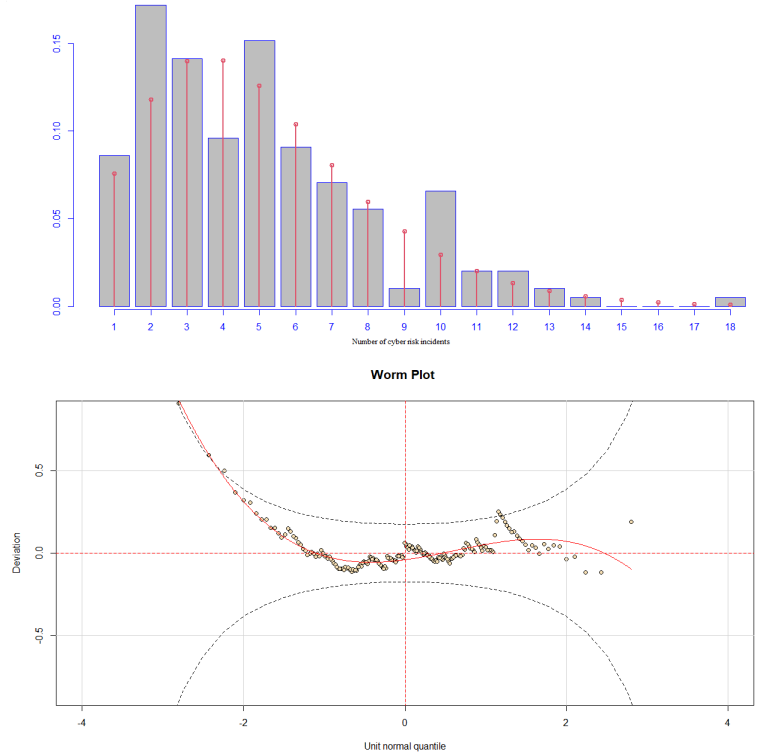 0.15
0.10
0.05
0.00
1 2 3 4 5 6 7 8 9 10 11 12 13 14 15 16 17 18
Number of cyber risk incidents
Worm Plot
0.5
0.0
-0.5
Deviation
-4 -2 0 2 4
Unit normal quantile